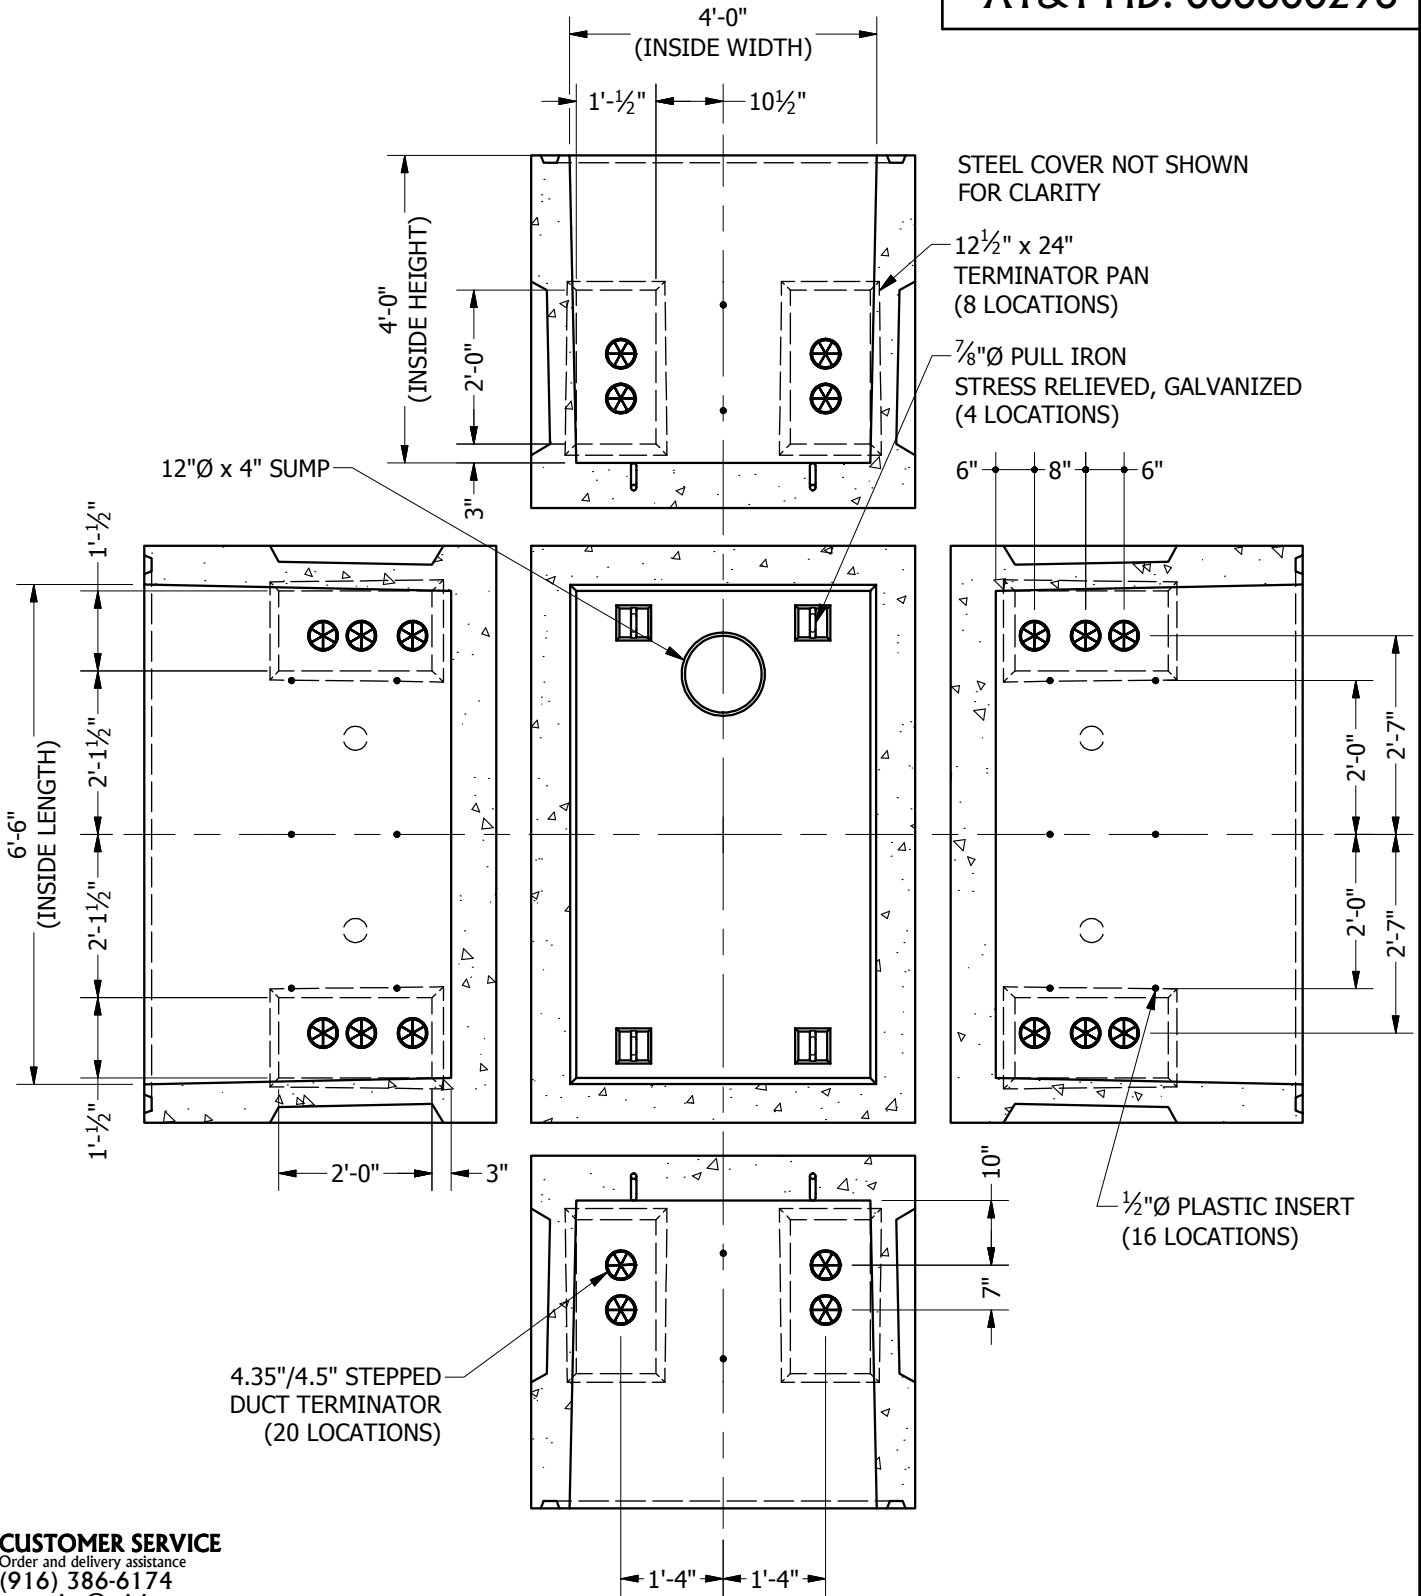 4'-0"
(INSIDE WIDTH)
1'-½"
10½"
STEEL COVER NOT SHOWN
FOR CLARITY
12½" x 24"
TERMINATOR PAN
(8 LOCATIONS)
4'-0"
(INSIDE HEIGHT)
2'-0"
3"
⅞"Ø PULL IRON
STRESS RELIEVED, GALVANIZED
(4 LOCATIONS)
12"Ø x 4" SUMP
6"
8"
6"
1'-½"
2'-1½"
6'-6"
(INSIDE LENGTH)
2'-1½"
1'-½"
2'-0"
3"
2'-0"
2'-7"
2'-0"
2'-7"
10"
7"
½"Ø PLASTIC INSERT
(16 LOCATIONS)
4.35"/4.5" STEPPED
DUCT TERMINATOR
(20 LOCATIONS)
1'-4"
1'-4"
CUSTOMER SERVICE
Order and delivery assistance
(916) 386-6174